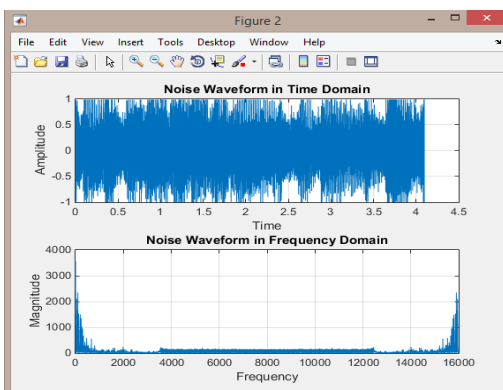 Figure 2
File Edit View Insert Tools Desktop Window Help
Noise Waveform in Time Domain
1
0.5
0
-0.5
-1
Amplitude
0 0.5 1 1.5 2 2.5 3 3.5 4 4.5
Time
Noise Waveform in Frequency Domain
4000
3000
2000
1000
0
Magnitude
0 2000 4000 6000 8000 10000 12000 14000 16000
Frequency